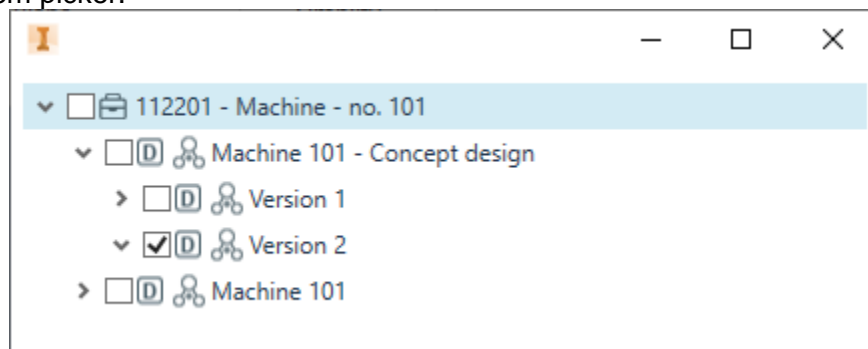 112201 - Machine - no. 101
D Machine 101 - Concept design
D Version 1
D Version 2
D Machine 101